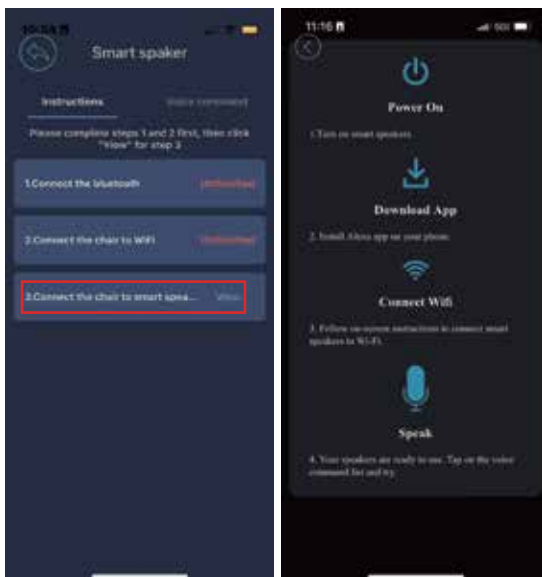 Smart spaker
Instructions
Voice command
Please complete steps 1 and 2 first, then click
"View" for step 3
1.Connect the bluetooth
2.Connect the chair to WiFi
3.Connect the chair to smart spea...
View
11:16
Power On
1.Turn on smart speakers.
Download App
2. Install Alexa app on your phone.
Connect Wifi
3. Follow on-screen instructions to connect smart
speakers to Wi-Fi.
Speak
4. Your speakers are ready to use. Tap on the voice
command list and try.